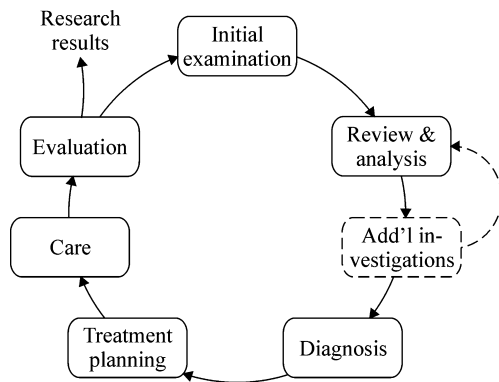 Research
results
Initial
examination
Review &
analysis
Add'l in-
vestigations
Diagnosis
Treatment
planning
Care
Evaluation